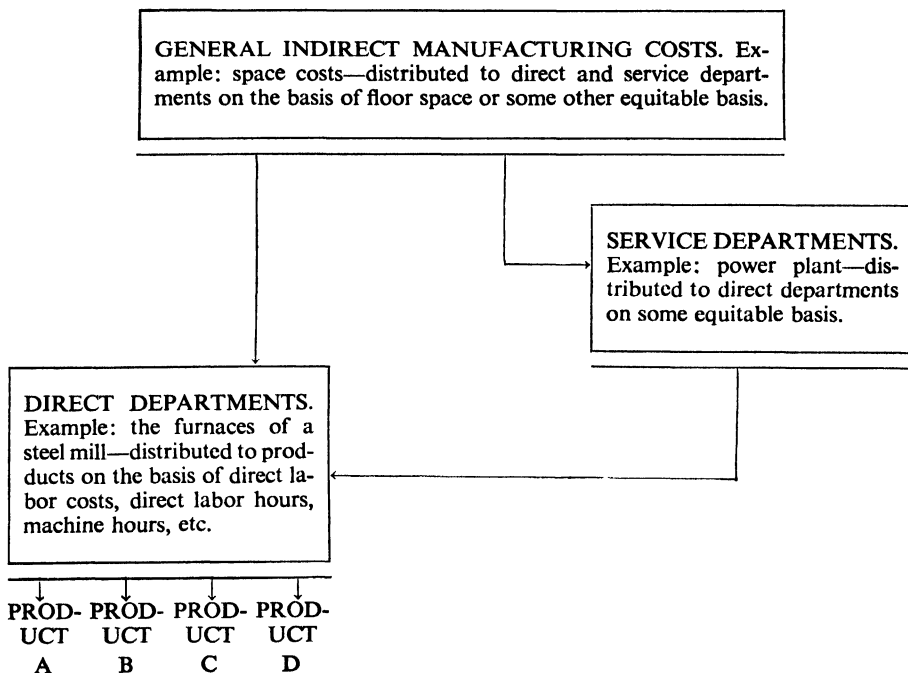 GENERAL INDIRECT MANUFACTURING COSTS. Ex-
ample: space costs—distributed to direct and service depart-
ments on the basis of floor space or some other equitable basis.
SERVICE DEPARTMENTS.
Example: power plant—dis-
tributed to direct departments
on some equitable basis.
DIRECT DEPARTMENTS.
Example: the furnaces of a
steel mill—distributed to prod-
ucts on the basis of direct la-
bor costs, direct labor hours,
machine hours, etc.
PROD- PROD- PROD- PROD-
UCT UCT UCT UCT
A B C D